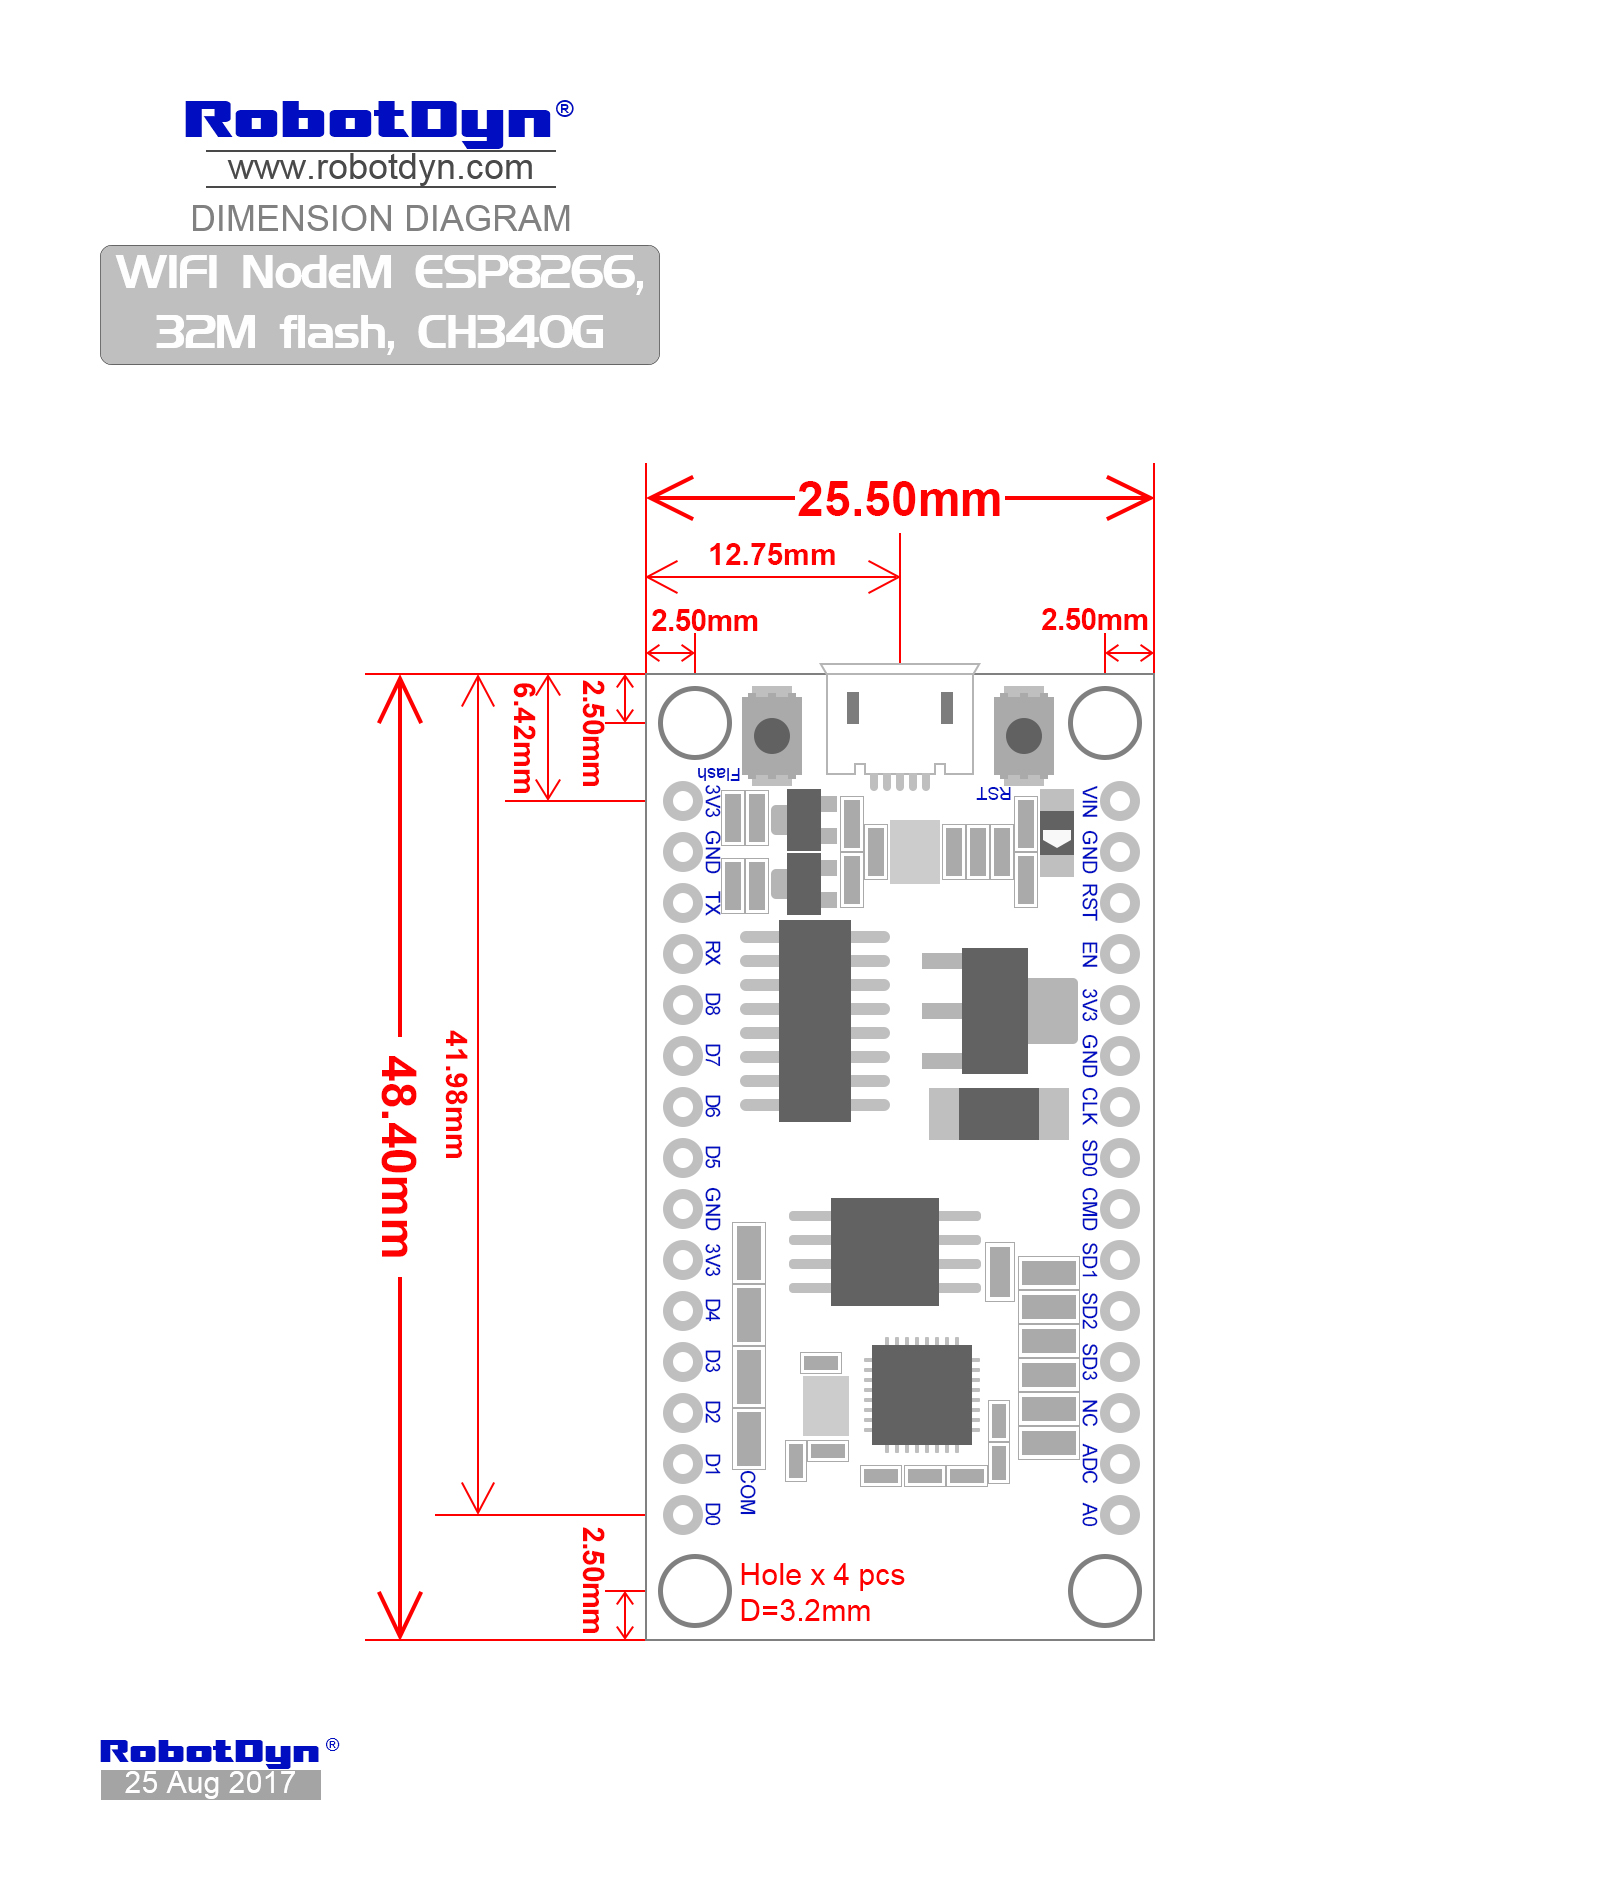 RobotDyn®
www.robotdyn.com
DIMENSION DIAGRAM
WIFI NodeM ESP8266,
32M flash, CH340G
25.50mm
12.75mm
2.50mm
2.50mm
48.40mm
41.98mm
6.42mm
2.50mm
2.50mm
Flash
RST
3V3
GND
TX
RX
D8
D7
D6
D5
GND
3V3
D4
D3
D2
D1
D0
COM
VIN
GND
RST
EN
3V3
GND
CLK
SD0
CMD
SD1
SD2
SD3
NC
ADC
A0
Hole x 4 pcs
D=3.2mm
RobotDyn®
25 Aug 2017